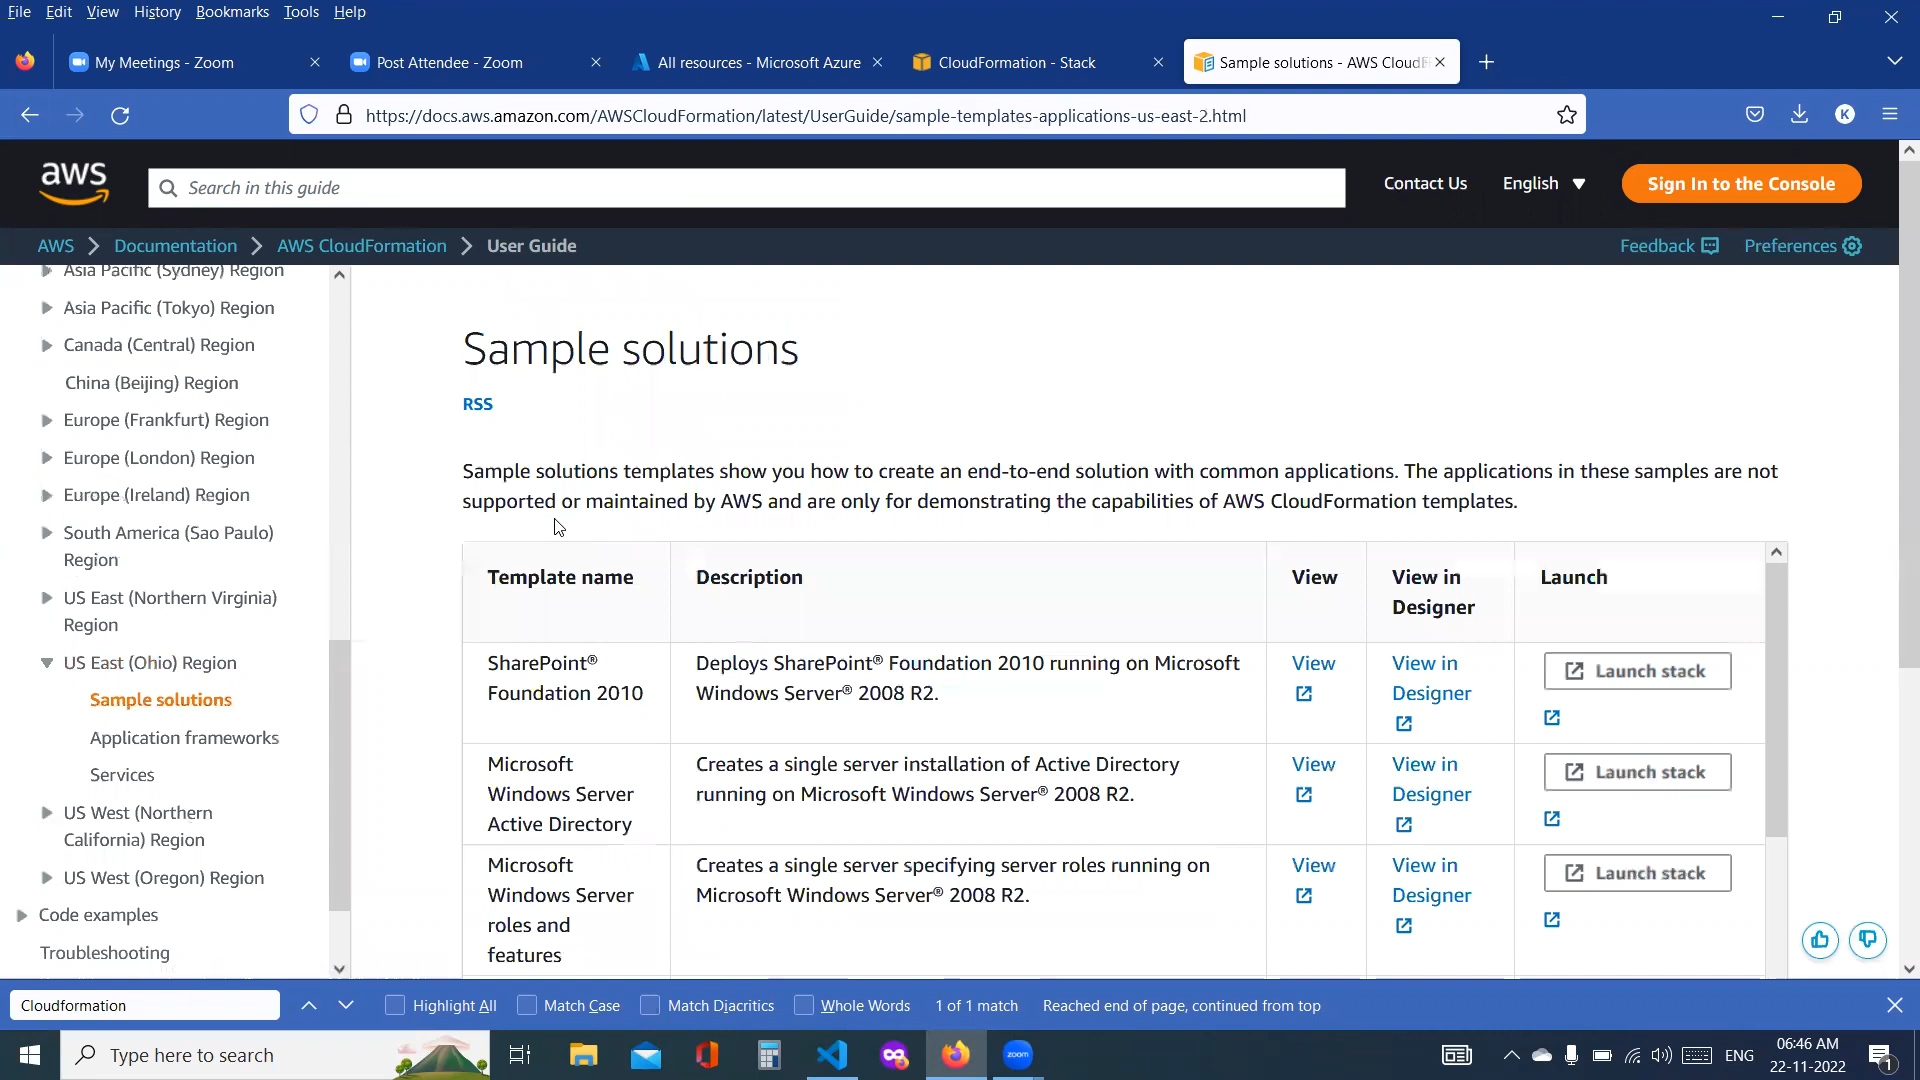 File Edit View History Bookmarks Tools Help
My Meetings - Zoom
Post Attendee - Zoom
All resources - Microsoft Azure
CloudFormation - Stack
Sample solutions - AWS CloudF
https://docs.aws.amazon.com/AWSCloudFormation/latest/UserGuide/sample-templates-applications-us-east-2.html
K
aws
Search in this guide
Contact Us
English
Sign In to the Console
AWS
Documentation
AWS CloudFormation
User Guide
Feedback
Preferences
Asia Pacific (Sydney) Region
Asia Pacific (Tokyo) Region
Canada (Central) Region
China (Beijing) Region
Europe (Frankfurt) Region
Europe (London) Region
Europe (Ireland) Region
South America (Sao Paulo)
Region
US East (Northern Virginia)
Region
US East (Ohio) Region
Sample solutions
Application frameworks
Services
US West (Northern
California) Region
US West (Oregon) Region
Code examples
Troubleshooting
Sample solutions
RSS
Sample solutions templates show you how to create an end-to-end solution with common applications. The applications in these samples are not
supported or maintained by AWS and are only for demonstrating the capabilities of AWS CloudFormation templates.
Template name
Description
View
View in
Designer
Launch
SharePoint®
Foundation 2010
Deploys SharePoint® Foundation 2010 running on Microsoft
Windows Server® 2008 R2.
View
View in
Designer
Launch stack
Microsoft
Windows Server
Active Directory
Creates a single server installation of Active Directory
running on Microsoft Windows Server® 2008 R2.
View
View in
Designer
Launch stack
Microsoft
Windows Server
roles and
features
Creates a single server specifying server roles running on
Microsoft Windows Server® 2008 R2.
View
View in
Designer
Launch stack
Cloudformation
Highlight All
Match Case
Match Diacritics
Whole Words
1 of 1 match
Reached end of page, continued from top
Type here to search
zoom
ENG
06:46 AM
22-11-2022
1